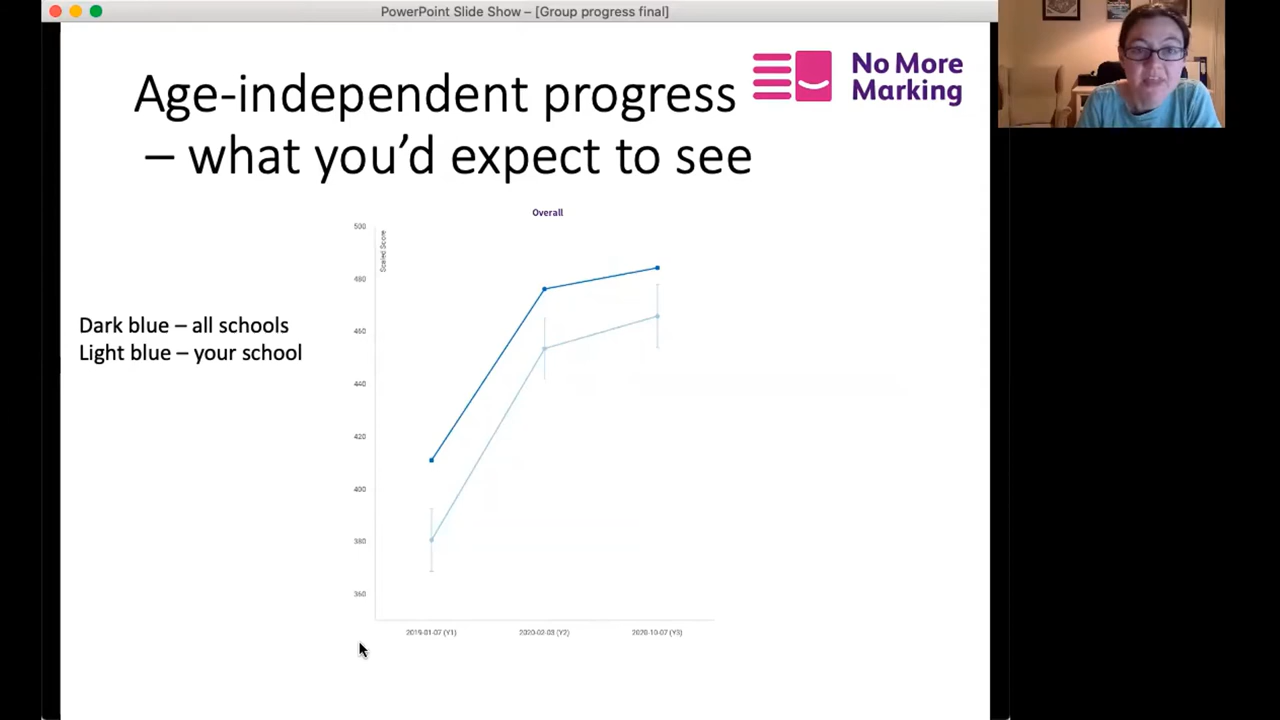 PowerPoint Slide Show – [Group progress final]
Age-independent progress
– what you'd expect to see
No More
Marking
Overall
Scaled Score
500
480
460
440
420
400
380
360
Dark blue – all schools
Light blue – your school
2019-01-07 (Y1)
2020-02-03 (Y2)
2020-10-07 (Y3)